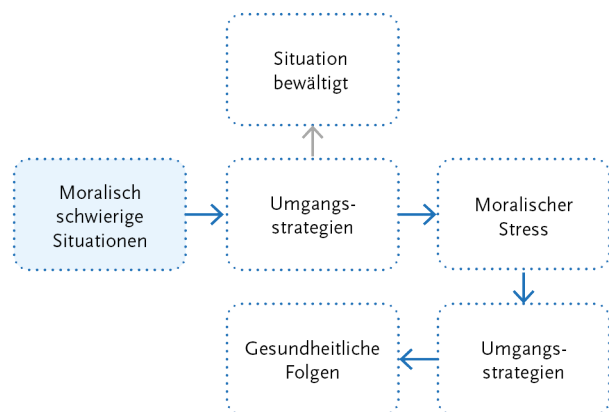 Situation
bewältigt
Moralisch
schwierige
Situationen
Umgangs-
strategien
Moralischer
Stress
Gesundheitliche
Folgen
Umgangs-
strategien